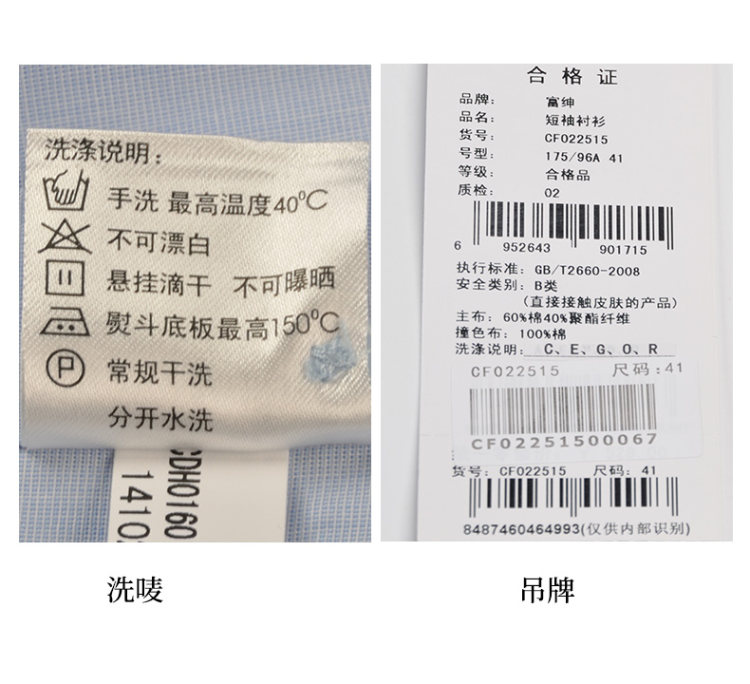 洗涤说明：
手洗 最高温度40℃
不可漂白
悬挂滴干 不可曝晒
熨斗底板最高150℃
P
常规干洗
分开水洗
CDH0160
1410
合格证
品牌： 富绅
品名： 短袖衬衫
货号： CF022515
号型： 175/96A 41
等级： 合格品
质检： 02
6 952643 901715
执行标准： GB/T2660-2008
安全类别： B类
（直接接触皮肤的产品）
主布： 60%棉40%聚酯纤维
撞色布： 100%棉
洗涤说明： C、E、G、O、R
CF022515 尺码：41
CF02251500067
货号： CF022515 尺码： 41
8487460464993(仅供内部识别)
洗唛
吊牌